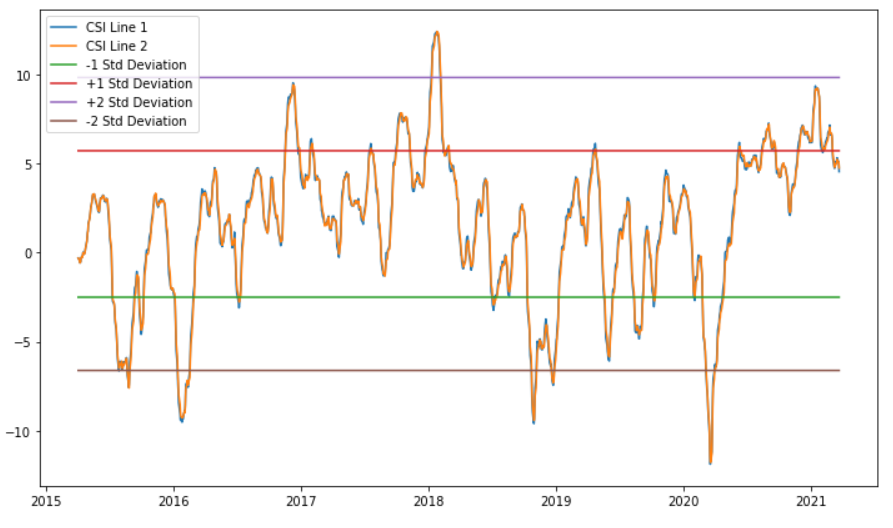 CSI Line 1
CSI Line 2
-1 Std Deviation
+1 Std Deviation
+2 Std Deviation
-2 Std Deviation
10
5
0
−5
−10
2015 2016 2017 2018 2019 2020 2021